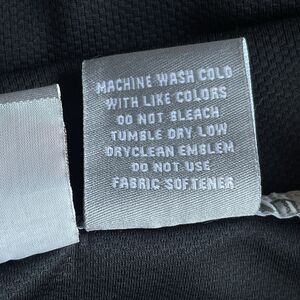 MACHINE WASH COLD
WITH LIKE COLORS
DO NOT BLEACH
TUMBLE DRY LOW
DRYCLEAN EMBLEM
DO NOT USE
FABRIC SOFTENER